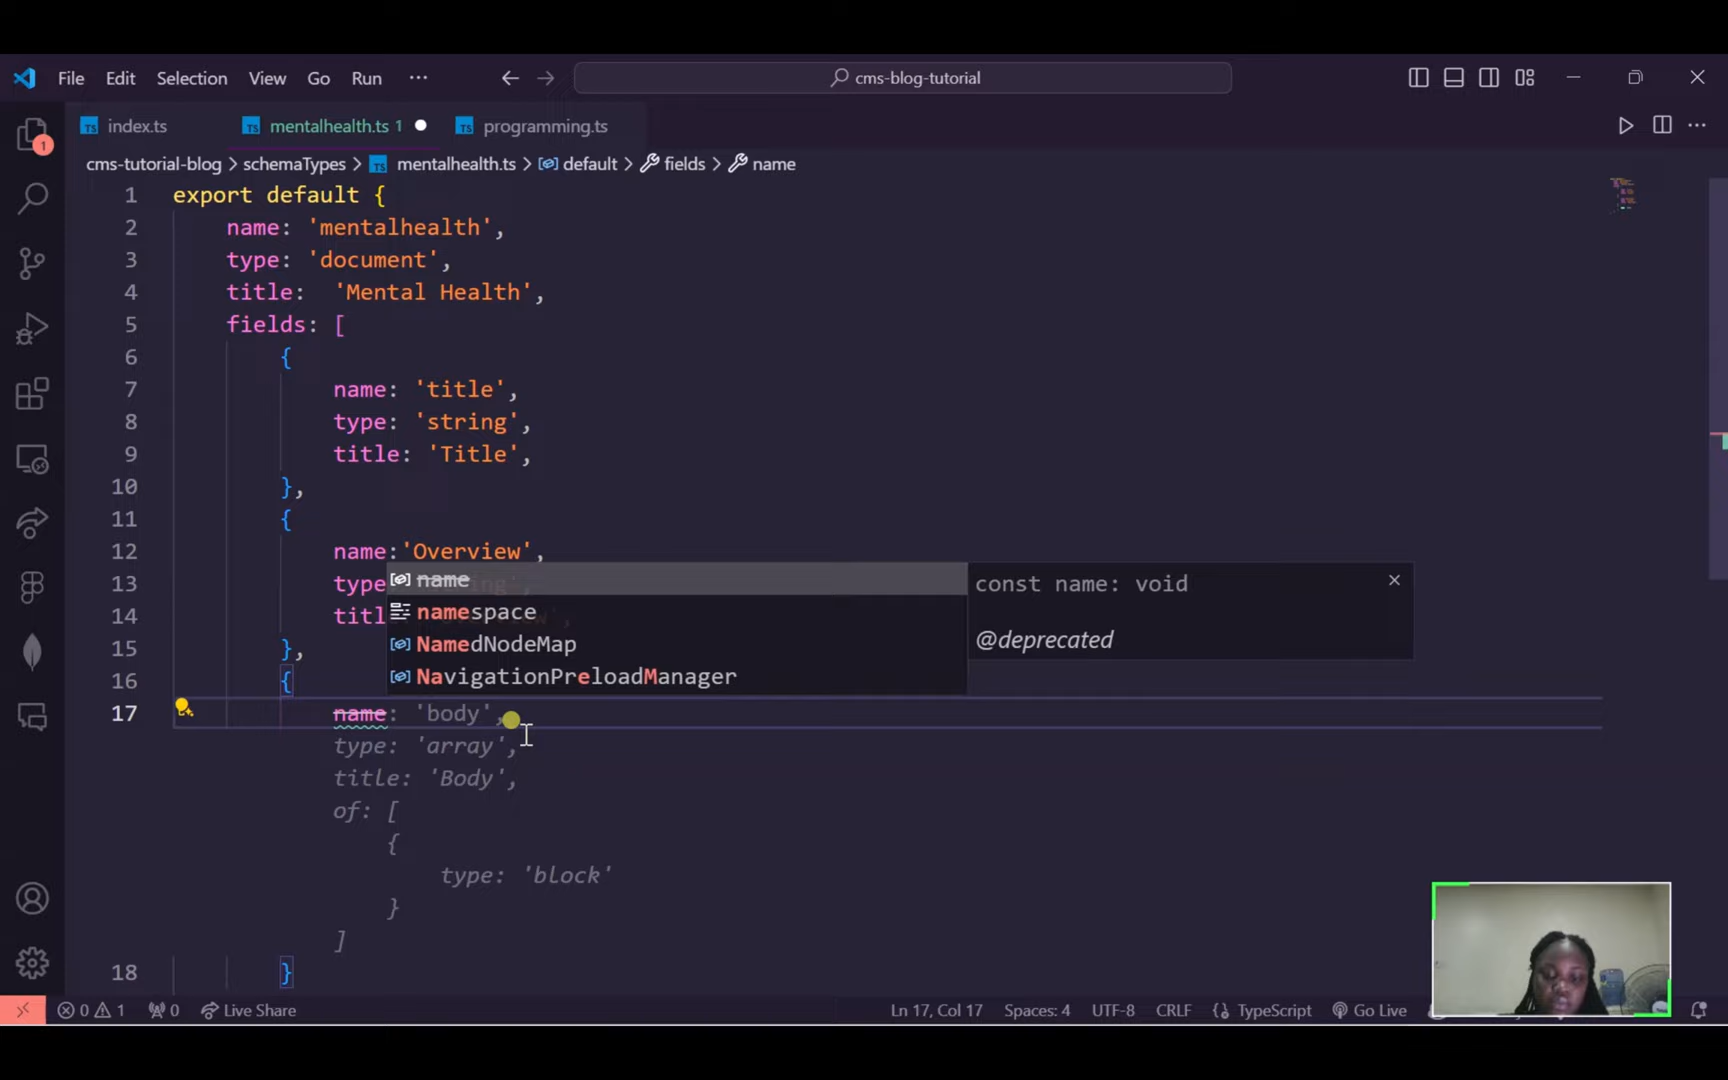 File Edit Selection View Go Run ··· cms-blog-tutorial
index.ts mentalhealth.ts 1 programming.ts
cms-tutorial-blog > schemaTypes > mentalhealth.ts > default > fields > name
1 export default {
2 name: 'mentalhealth',
3 type: 'document',
4 title: 'Mental Health',
5 fields: [
6 {
7 name: 'title',
8 type: 'string',
9 title: 'Title',
10 },
11 {
12 name:'Overview',
13 type
14 titl
15 },
16 {
name
namespace
NamedNodeMap
NavigationPreloadManager
const name: void
@deprecated
17 name: 'body',
type: 'array',
title: 'Body',
of: [
{
type: 'block'
}
]
18 }
1
0 1 0 Live Share Ln 17, Col 17 Spaces: 4 UTF-8 CRLF {} TypeScript Go Live